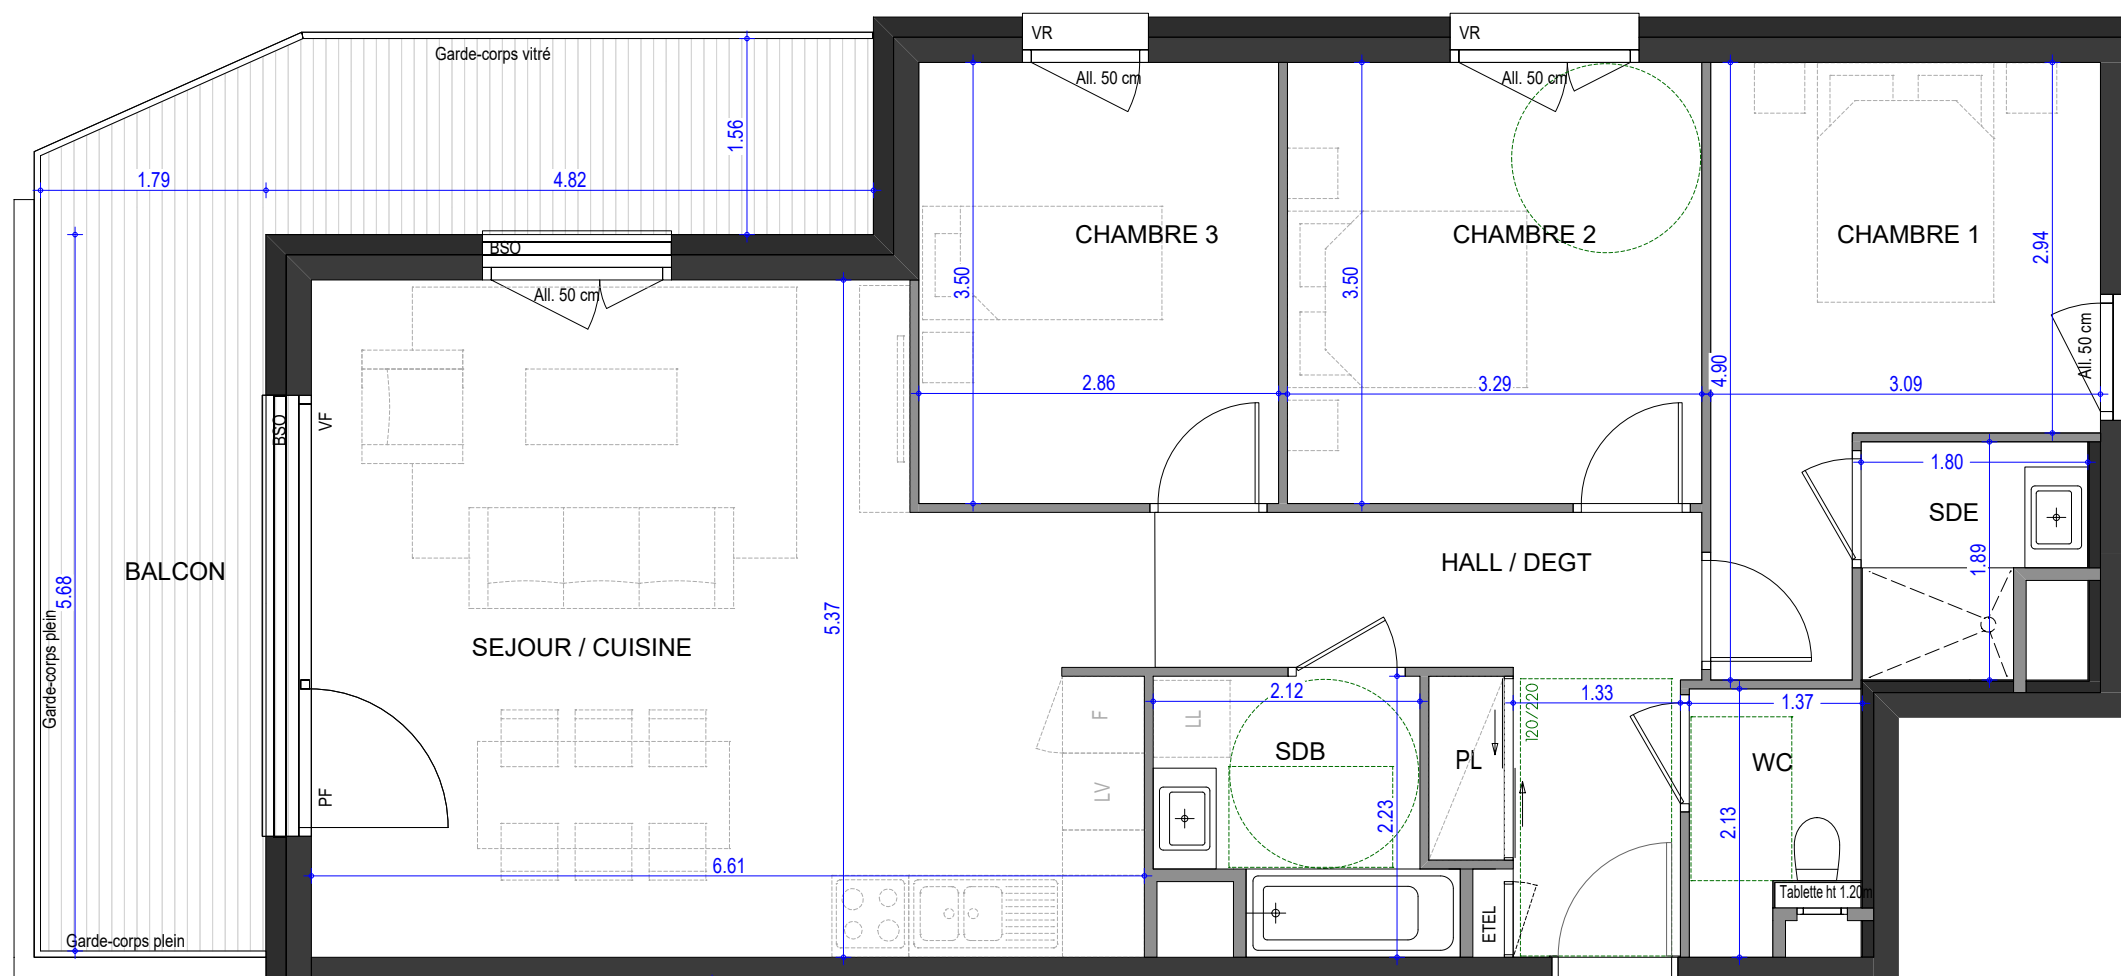 VR
VR
Garde-corps vitré
All. 50 cm
All. 50 cm
1.56
1.79
4.82
CHAMBRE 3
CHAMBRE 2
CHAMBRE 1
2.94
BSO
3.50
3.50
All. 50 cm
All. 50 cm
4.90
2.86
3.29
3.09
VF
BSO
1.80
SDE
1.89
HALL / DEGT
BALCON
5.68
5.37
Garde-corps plein
SEJOUR / CUISINE
2.12
1.33
1.37
F
LL
120/220
SDB
PL
WC
LV
PF
2.23
2.13
6.61
Tablette ht 1.20m
ETEL
Garde-corps plein